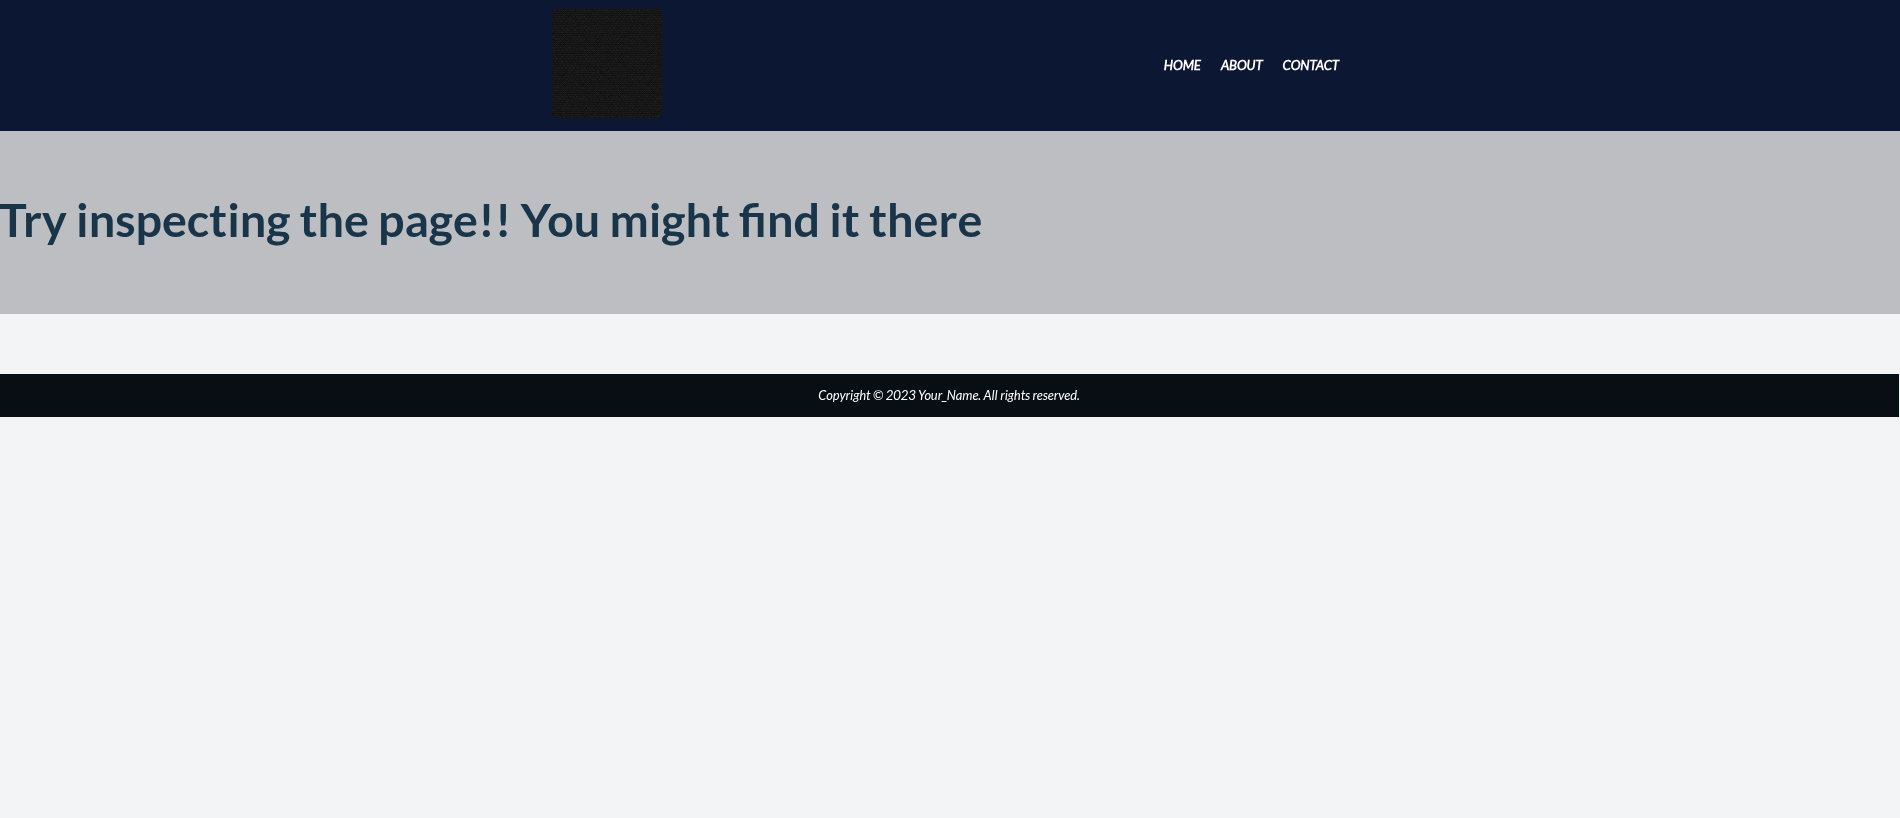 HOME ABOUT CONTACT
Try inspecting the page!! You might find it there
Copyright © 2023 Your_Name. All rights reserved.